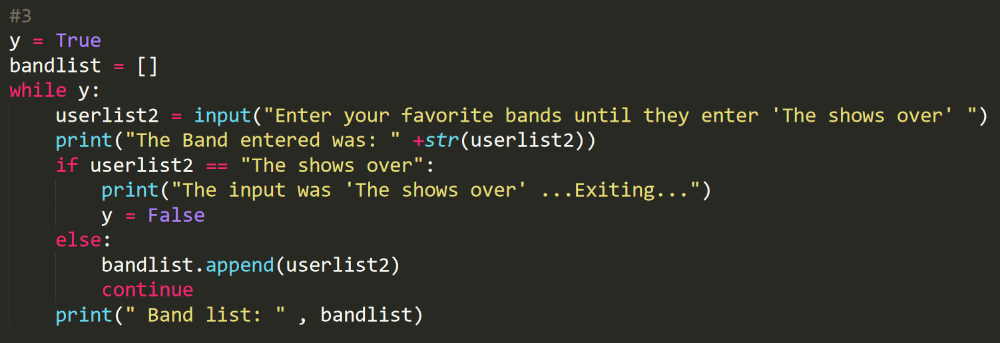 #3
y = True
bandlist = []
while y:
    userlist2 = input("Enter your favorite bands until they enter 'The shows over' ")
    print("The Band entered was: " +str(userlist2))
    if userlist2 == "The shows over":
        print("The input was 'The shows over' ...Exiting...")
        y = False
    else:
        bandlist.append(userlist2)
        continue
    print(" Band list: " , bandlist)